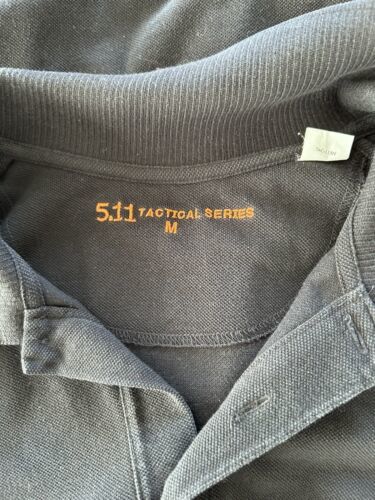 5.11 TACTICAL SERIES
M